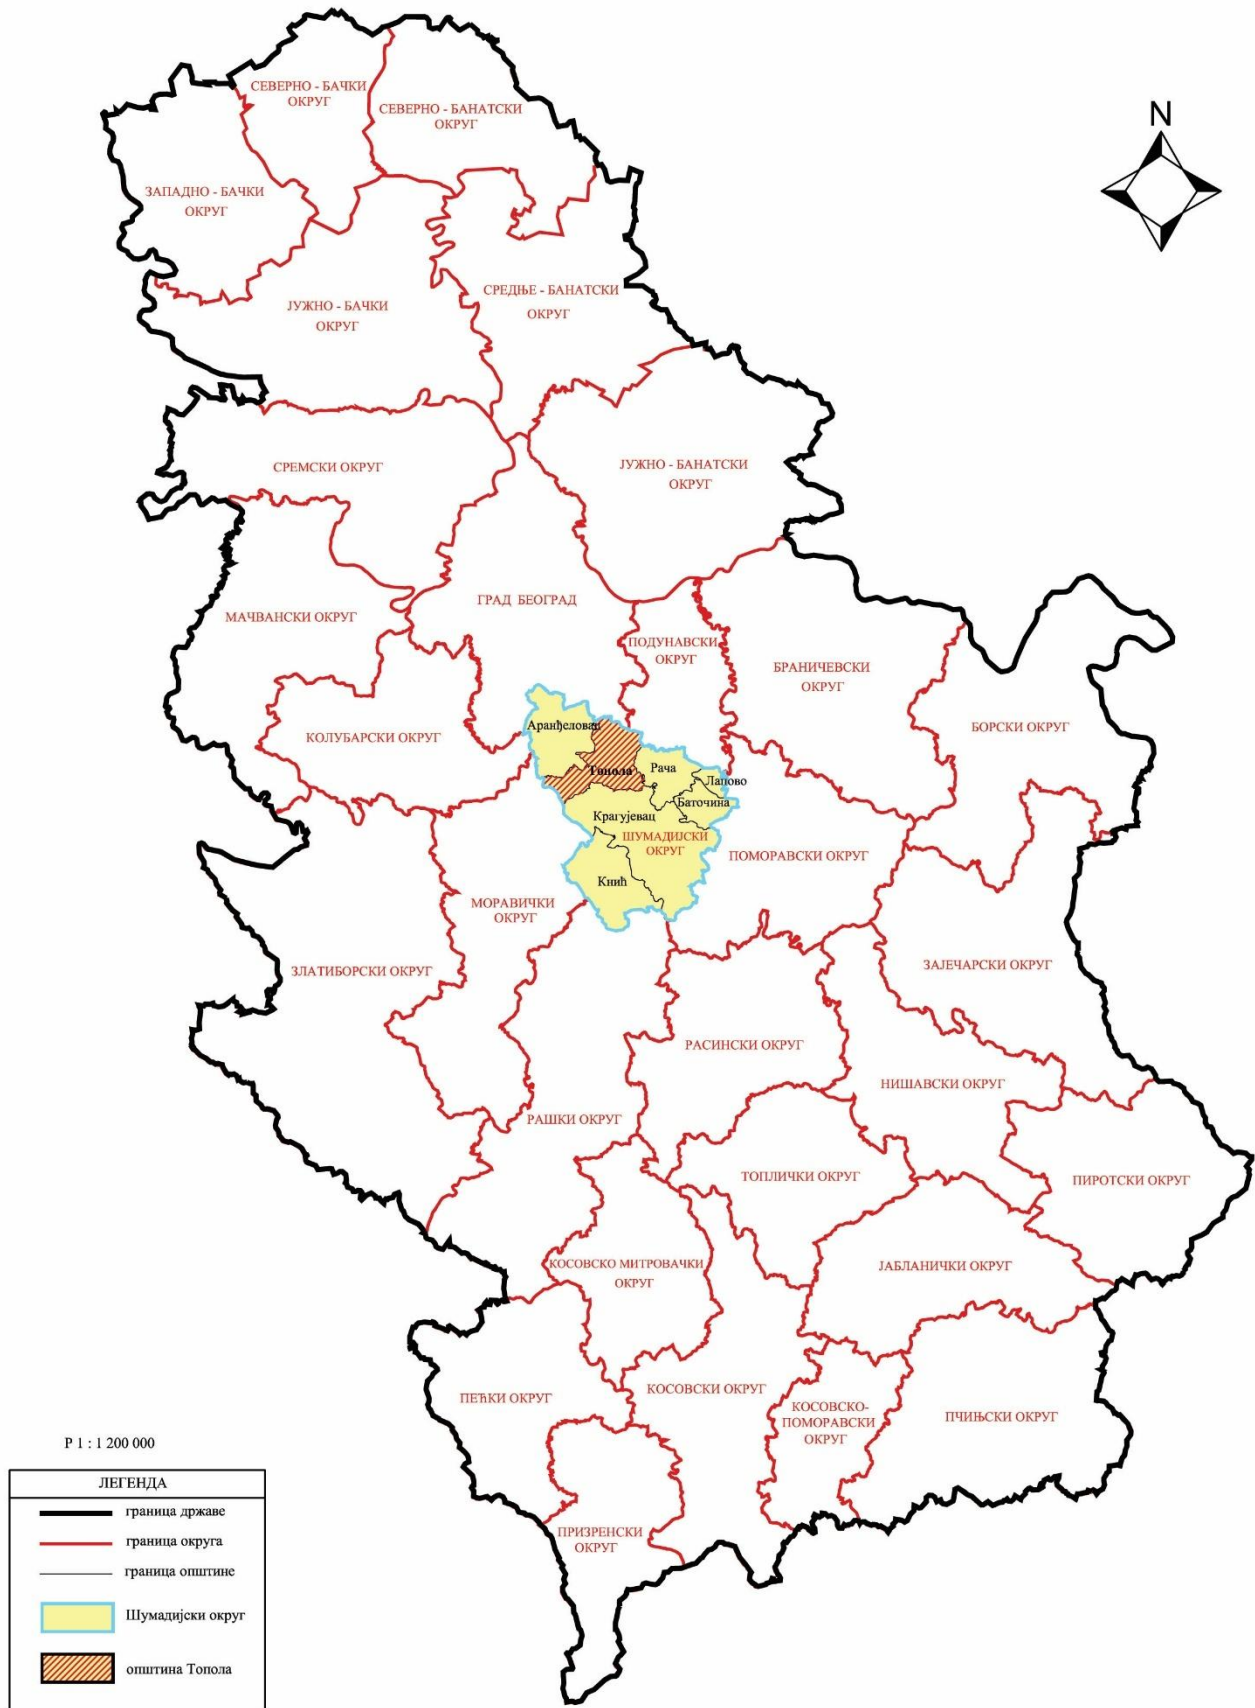 N
СЕВЕРНО - БАЧКИ
ОКРУГ
СЕВЕРНО - БАНАТСКИ
ОКРУГ
ЗАПАДНО - БАЧКИ
ОКРУГ
ЈУЖНО - БАЧКИ
ОКРУГ
СРЕДЊЕ - БАНАТСКИ
ОКРУГ
СРЕМСКИ ОКРУГ
ЈУЖНО - БАНАТСКИ
ОКРУГ
МАЧВАНСКИ ОКРУГ
ГРАД БЕОГРАД
ПОДУНАВСКИ
ОКРУГ
БРАНИЧЕВСКИ
ОКРУГ
БОРСКИ ОКРУГ
КОЛУБАРСКИ ОКРУГ
Аранђеловац
Топола
Рача
Лапово
Баточина
Крагујевац
ШУМАДИЈСКИ
ОКРУГ
Кнић
ПОМОРАВСКИ ОКРУГ
МОРАВИЧКИ
ОКРУГ
ЗЛАТИБОРСКИ ОКРУГ
ЗАЈЕЧАРСКИ ОКРУГ
РАСИНСКИ ОКРУГ
НИШАВСКИ ОКРУГ
РАШКИ ОКРУГ
ТОПЛИЧКИ ОКРУГ
ПИРОТСКИ ОКРУГ
КОСОВСКО МИТРОВАЧКИ
ОКРУГ
ЈАБЛАНИЧКИ ОКРУГ
ПЕЋКИ ОКРУГ
КОСОВСКИ ОКРУГ
КОСОВСКО-
ПОМОРАВСКИ
ОКРУГ
ПЧИЊСКИ ОКРУГ
ПРИЗРЕНСКИ
ОКРУГ
Р 1 : 1 200 000
ЛЕГЕНДА
граница државе
граница округа
граница општине
Шумадијски округ
општина Топола